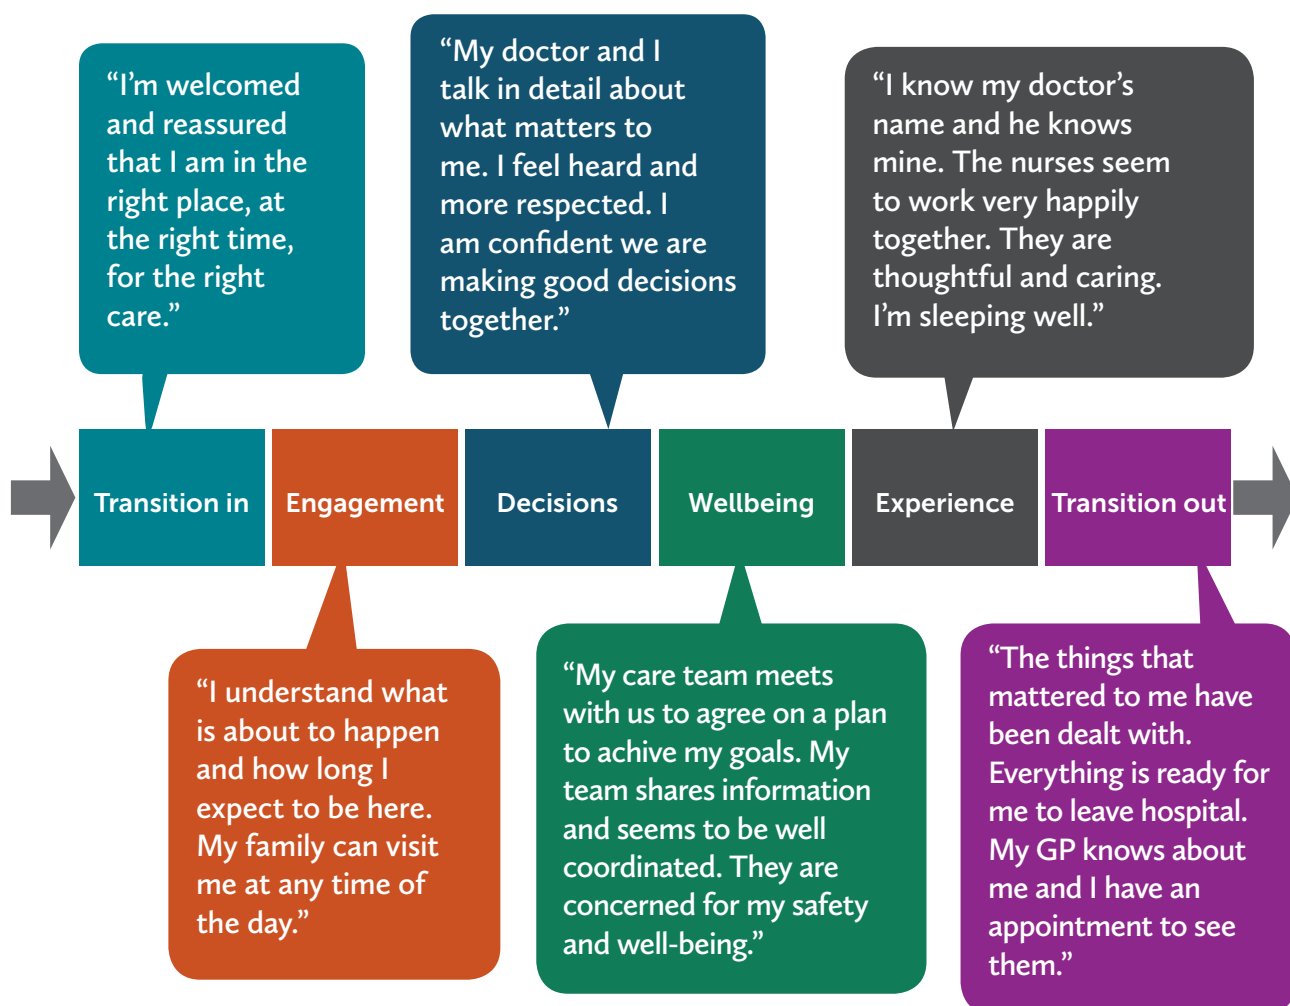 “I’m welcomed
and reassured
that I am in the
right place, at
the right time,
for the right
care.”
“My doctor and I
talk in detail about
what matters to
me. I feel heard and
more respected. I
am confident we are
making good decisions
together.”
“I know my doctor’s
name and he knows
mine. The nurses seem
to work very happily
together. They are
thoughtful and caring.
I’m sleeping well.”
Transition in
Engagement
Decisions
Wellbeing
Experience
Transition out
“I understand what
is about to happen
and how long I
expect to be here.
My family can visit
me at any time of
the day.”
“My care team meets
with us to agree on a plan
to achive my goals. My
team shares information
and seems to be well
coordinated. They are
concerned for my safety
and well-being.”
“The things that
mattered to me have
been dealt with.
Everything is ready for
me to leave hospital.
My GP knows about
me and I have an
appointment to see
them.”